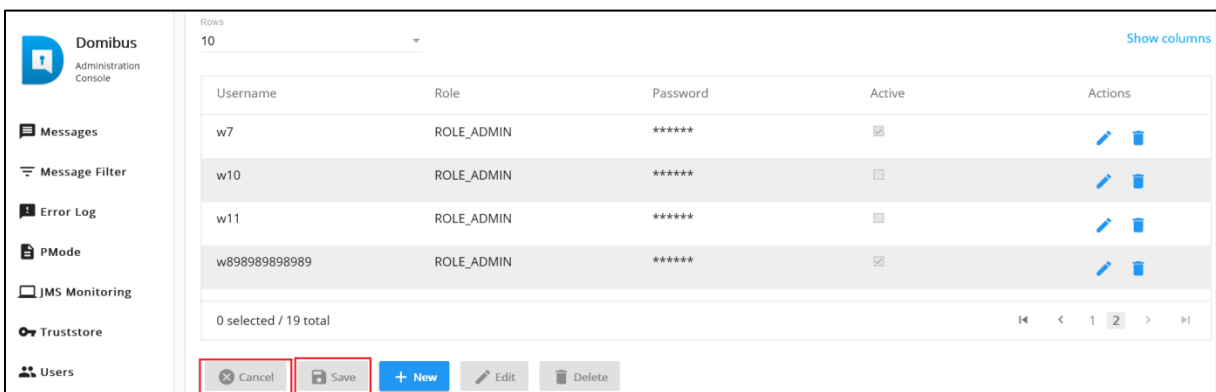 Domibus
Administration
Console
Messages
Message Filter
Error Log
PMode
JMS Monitoring
Truststore
Users
Rows
10
Show columns
Username Role Password Active Actions
w7 ROLE_ADMIN ******
w10 ROLE_ADMIN ******
w11 ROLE_ADMIN ******
w898989898989 ROLE_ADMIN ******
0 selected / 19 total 1 2
Cancel Save + New Edit Delete